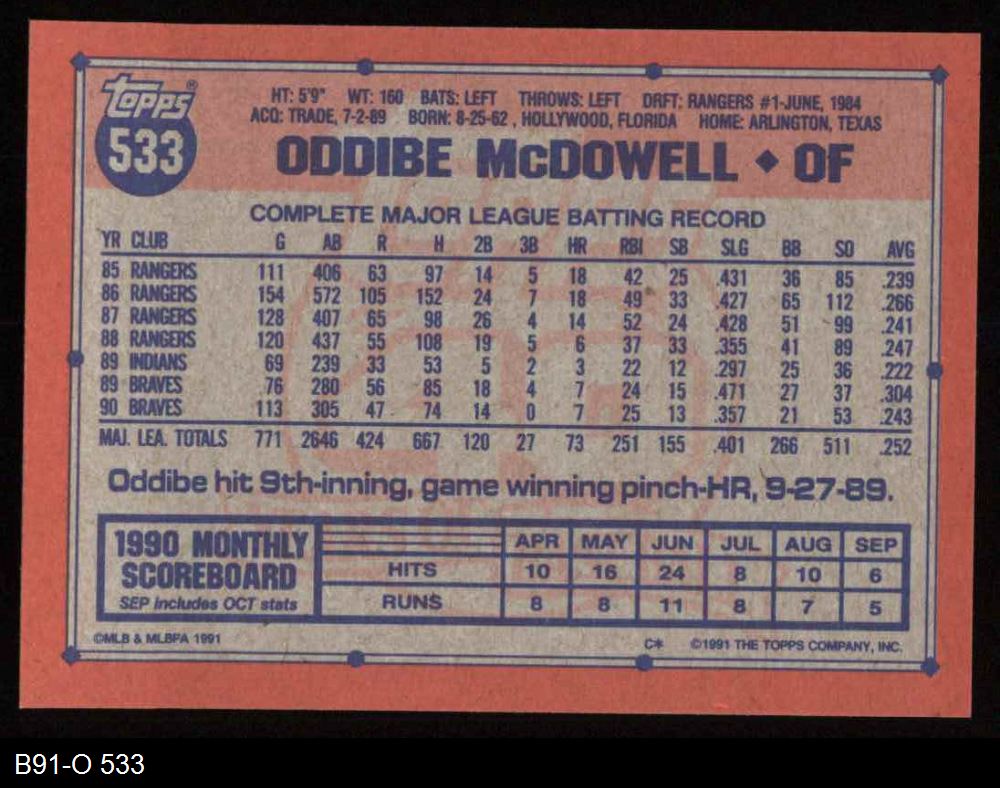 Topps®
533
HT: 5'9" WT: 160 BATS: LEFT THROWS: LEFT DRFT: RANGERS #1-JUNE, 1984
ACQ: TRADE, 7-2-89 BORN: 8-25-62, HOLLYWOOD, FLORIDA HOME: ARLINGTON, TEXAS
ODDIBE McDOWELL ◆ OF
COMPLETE MAJOR LEAGUE BATTING RECORD
YR CLUB G AB R H 2B 3B HR RBI SB SLG BB SO AVG
85 RANGERS 111 406 63 97 14 5 18 42 25 .431 36 85 .239
86 RANGERS 154 572 105 152 24 7 18 49 33 .427 65 112 .266
87 RANGERS 128 407 65 98 26 4 14 52 24 .428 51 99 .241
88 RANGERS 120 437 55 108 19 5 6 37 33 .355 41 89 .247
89 INDIANS 69 239 33 53 5 2 3 22 12 .297 25 36 .222
89 BRAVES 76 280 56 85 18 4 7 24 15 .471 27 37 .304
90 BRAVES 113 305 47 74 14 0 7 25 13 .357 21 53 .243
MAJ. LEA. TOTALS 771 2646 424 667 120 27 73 251 155 .401 266 511 .252
Oddibe hit 9th-inning, game winning pinch-HR, 9-27-89.
1990 MONTHLY
SCOREBOARD
SEP includes OCT stats
APR MAY JUN JUL AUG SEP
HITS 10 16 24 8 10 6
RUNS 8 8 11 8 7 5
©MLB & MLBPA 1991
C* ©1991 THE TOPPS COMPANY, INC.
B91-O 533